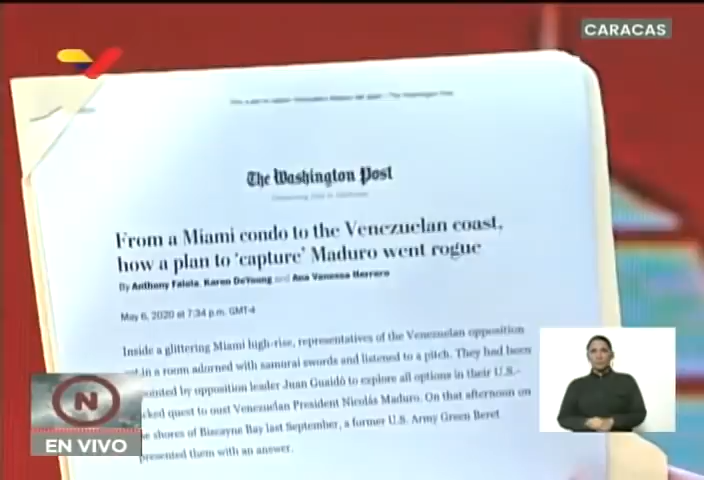 CARACAS
The Washington Post
From a Miami condo to the Venezuelan coast,
how a plan to ‘capture’ Maduro went rogue
By Anthony Faiola, Karen DeYoung and Ana Vanessa Herrero
May 6, 2020 at 7:34 p.m. GMT-4
Inside a glittering Miami high-rise, representatives of the Venezuelan opposition
in a room adorned with samurai swords and listened to a pitch. They had been
by opposition leader Juan Guaidó to explore all options in their U.S.-
quest to oust Venezuelan President Nicolás Maduro. On that afternoon on
shores of Biscayne Bay last September, a former U.S. Army Green Beret
presented them with an answer.
N
EN VIVO